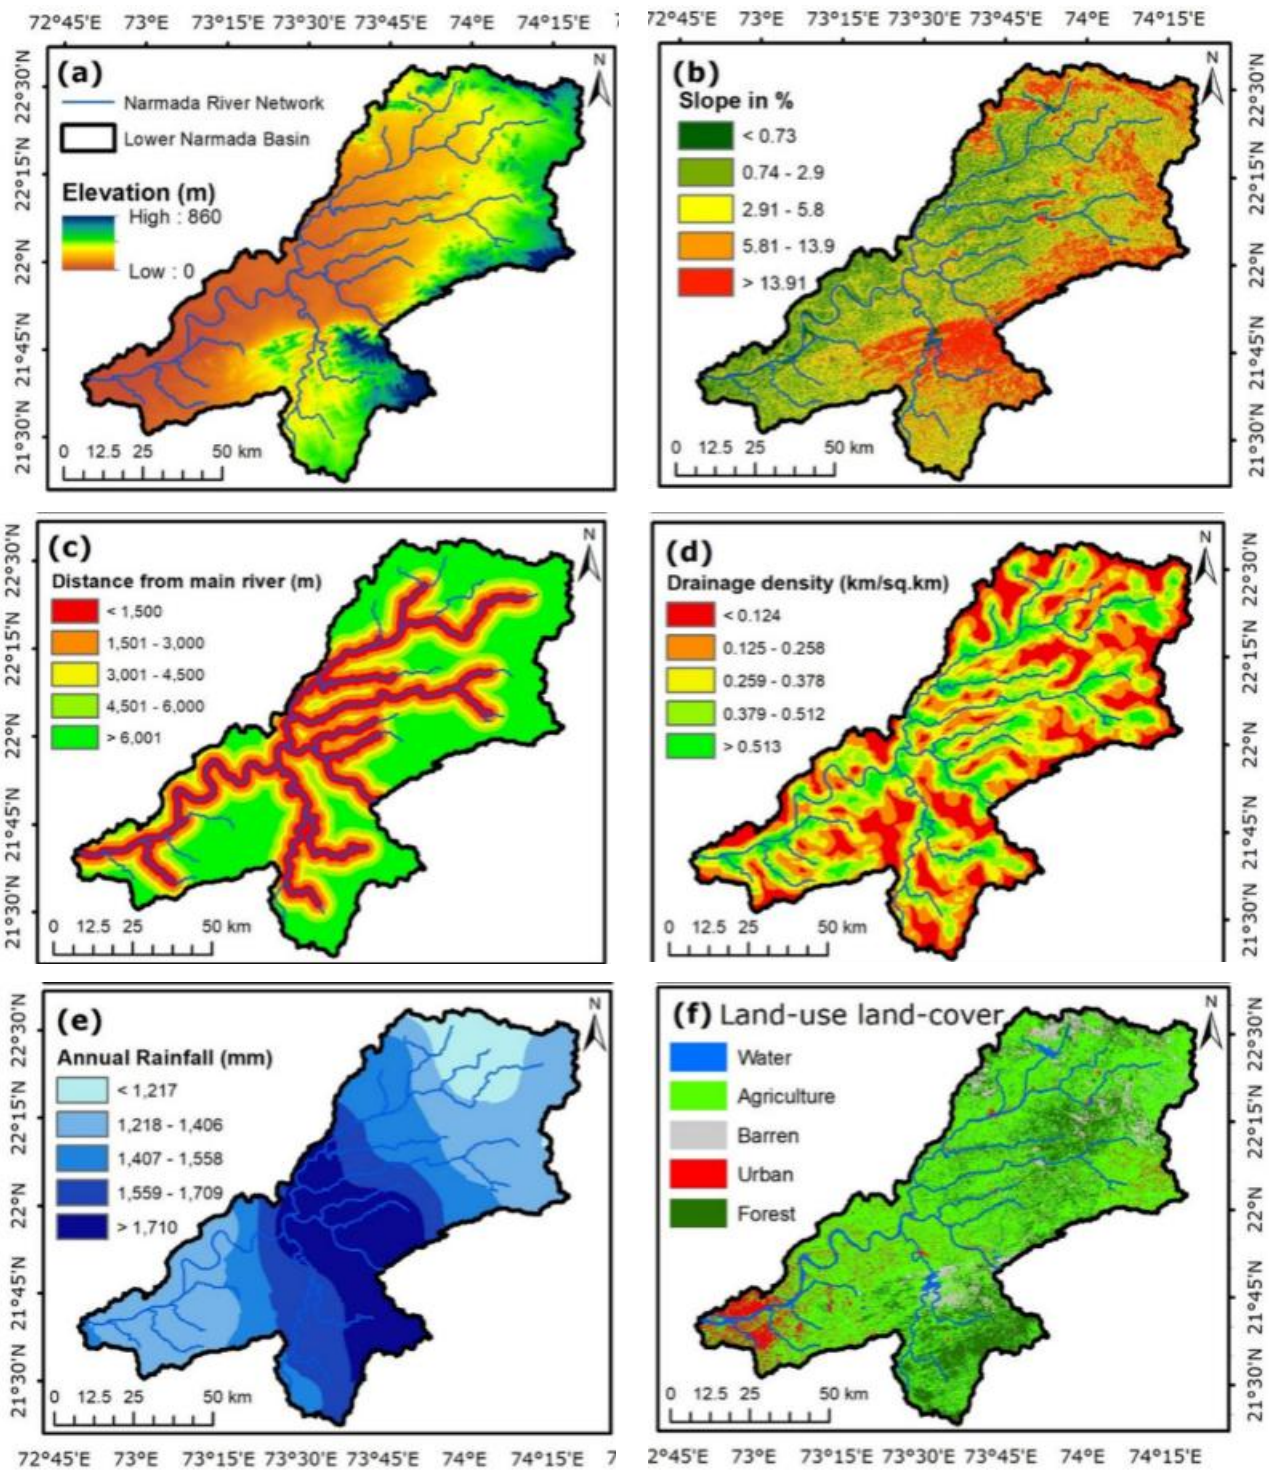 72°45'E 73°E 73°15'E 73°30'E 73°45'E 74°E 74°15'E
(a)
N
Narmada River Network
Lower Narmada Basin
Elevation (m)
High : 860
Low : 0
22°30'N
22°15'N
22°N
21°45'N
21°30'N
0 12.5 25 50 km
72°45'E 73°E 73°15'E 73°30'E 73°45'E 74°E 74°15'E
(b)
N
Slope in %
< 0.73
0.74 - 2.9
2.91 - 5.8
5.81 - 13.9
> 13.91
22°30'N
22°15'N
22°N
21°45'N
21°30'N
0 12.5 25 50 km
(c)
N
Distance from main river (m)
< 1,500
1,501 - 3,000
3,001 - 4,500
4,501 - 6,000
> 6,001
22°30'N
22°15'N
22°N
21°45'N
21°30'N
0 12.5 25 50 km
(d)
N
Drainage density (km/sq.km)
< 0.124
0.125 - 0.258
0.259 - 0.378
0.379 - 0.512
> 0.513
22°30'N
22°15'N
22°N
21°45'N
21°30'N
0 12.5 25 50 km
(e)
N
Annual Rainfall (mm)
< 1,217
1,218 - 1,406
1,407 - 1,558
1,559 - 1,709
> 1,710
22°30'N
22°15'N
22°N
21°45'N
21°30'N
0 12.5 25 50 km
72°45'E 73°E 73°15'E 73°30'E 73°45'E 74°E 74°15'E 7
(f) Land-use land-cover
N
Water
Agriculture
Barren
Urban
Forest
22°30'N
22°15'N
22°N
21°45'N
21°30'N
0 12.5 25 50 km
2°45'E 73°E 73°15'E 73°30'E 73°45'E 74°E 74°15'E